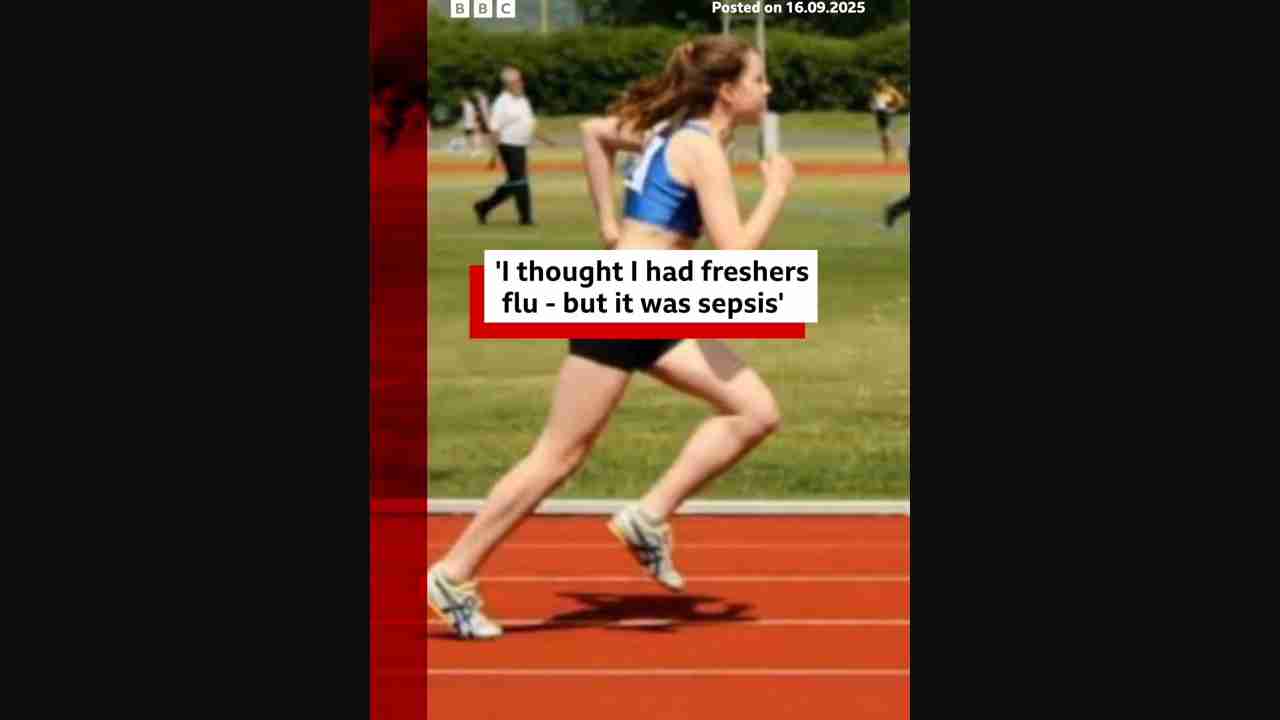 BBC
Posted on 16.09.2025
'I thought I had freshers
flu - but it was sepsis'